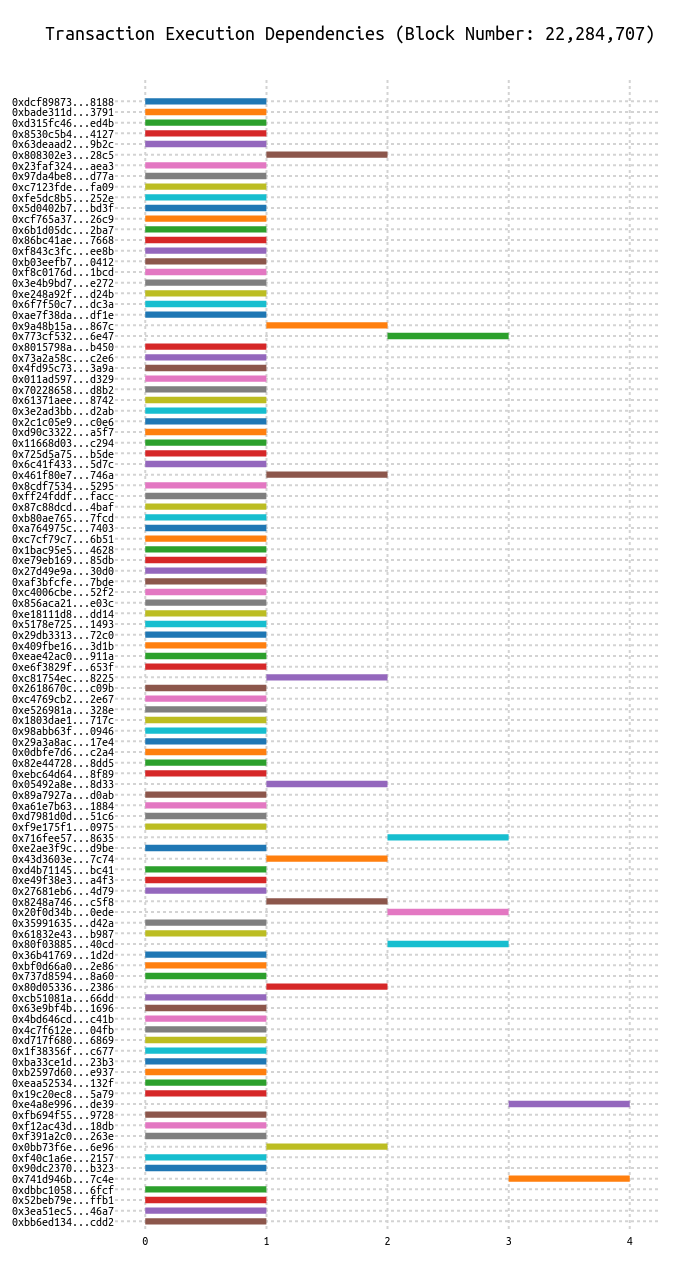 Transaction Execution Dependencies (Block Number: 22,284,707)
0xdcf89873...8188
0xbade311d...3791
0xd315fc46...ed4b
0x8530c5b4...4127
0x63deaad2...9b2c
0x808302e3...28c5
0x23faf324...aea3
0x97da4be8...d77a
0xc7123fde...fa09
0xfe5dc8b5...252e
0x5d0402b7...bd3f
0xcf765a37...26c9
0x6b1d05dc...2ba7
0x86bc41ae...7668
0xf843c3fc...ee8b
0xb03eefb7...0412
0xf8c0176d...1bcd
0x3e4b9bd7...e272
0xe248a92f...d24b
0x6f7f50c7...dc3a
0xae7f38da...df1e
0x9a48b15a...867c
0x773cf532...6e47
0x8015798a...b450
0x73a2a58c...c2e6
0x4fd95c73...3a9a
0x011ad597...d329
0x70228658...d8b2
0x61371aee...8742
0x3e2ad3bb...d2ab
0x2c1c05e9...c0e6
0xd90c3322...a5f7
0x11668d03...c294
0x725d5a75...b5de
0x6c41f433...5d7c
0x461f80e7...746a
0x8cdf7534...5295
0xff24fddf...facc
0x87c88dcd...4baf
0xb80ae765...7fcd
0xa764975c...7403
0xc7cf79c7...6b51
0x1bac95e5...4628
0xe79eb169...85db
0x27d49e9a...30d0
0xaf3bfcfe...7bde
0xc4006cbe...52f2
0x856aca21...e03c
0xe18111d8...dd14
0x5178e725...1493
0x29db3313...72c0
0x409fbe16...3d1b
0xeae42ac0...911a
0xe6f3829f...653f
0xc81754ec...8225
0x2618670c...c09b
0xc4769cb2...2e67
0xe526981a...328e
0x1803dae1...717c
0x98abb63f...0946
0x29a3a8ac...17e4
0x0dbfe7d6...c2a4
0x82e44728...8dd5
0xebc64d64...8f89
0x05492a8e...8d33
0x89a7927a...d0ab
0xa61e7b63...1884
0xd7981d0d...51c6
0xf9e175f1...0975
0x716fee57...8635
0xe2ae3f9c...d9be
0x43d3603e...7c74
0xd4b71145...bc41
0xe49f38e3...a4f3
0x27681eb6...4d79
0x8248a746...c5f8
0x20f0d34b...0ede
0x35991635...d42a
0x61832e43...b987
0x80f03885...40cd
0x36b41769...1d2d
0xbf0d66a0...2e86
0x737d8594...8a60
0x80d05336...2386
0xcb51081a...66dd
0x63e9bf4b...1696
0x4bd646cd...c41b
0x4c7f612e...04fb
0xd717f680...6869
0x1f38356f...c677
0xba33ce1d...23b3
0xb2597d60...e937
0xeaa52534...132f
0x19c20ec8...5a79
0xe4a8e996...de39
0xfb694f55...9728
0xf12ac43d...18db
0xf391a2c0...263e
0x0bb73f6e...6e96
0xf40c1a6e...2157
0x90dc2370...b323
0x741d946b...7c4e
0xdbbc1058...6fcf
0x52beb79e...ffb1
0x3ea51ec5...46a7
0xbb6ed134...cdd2
0 1 2 3 4